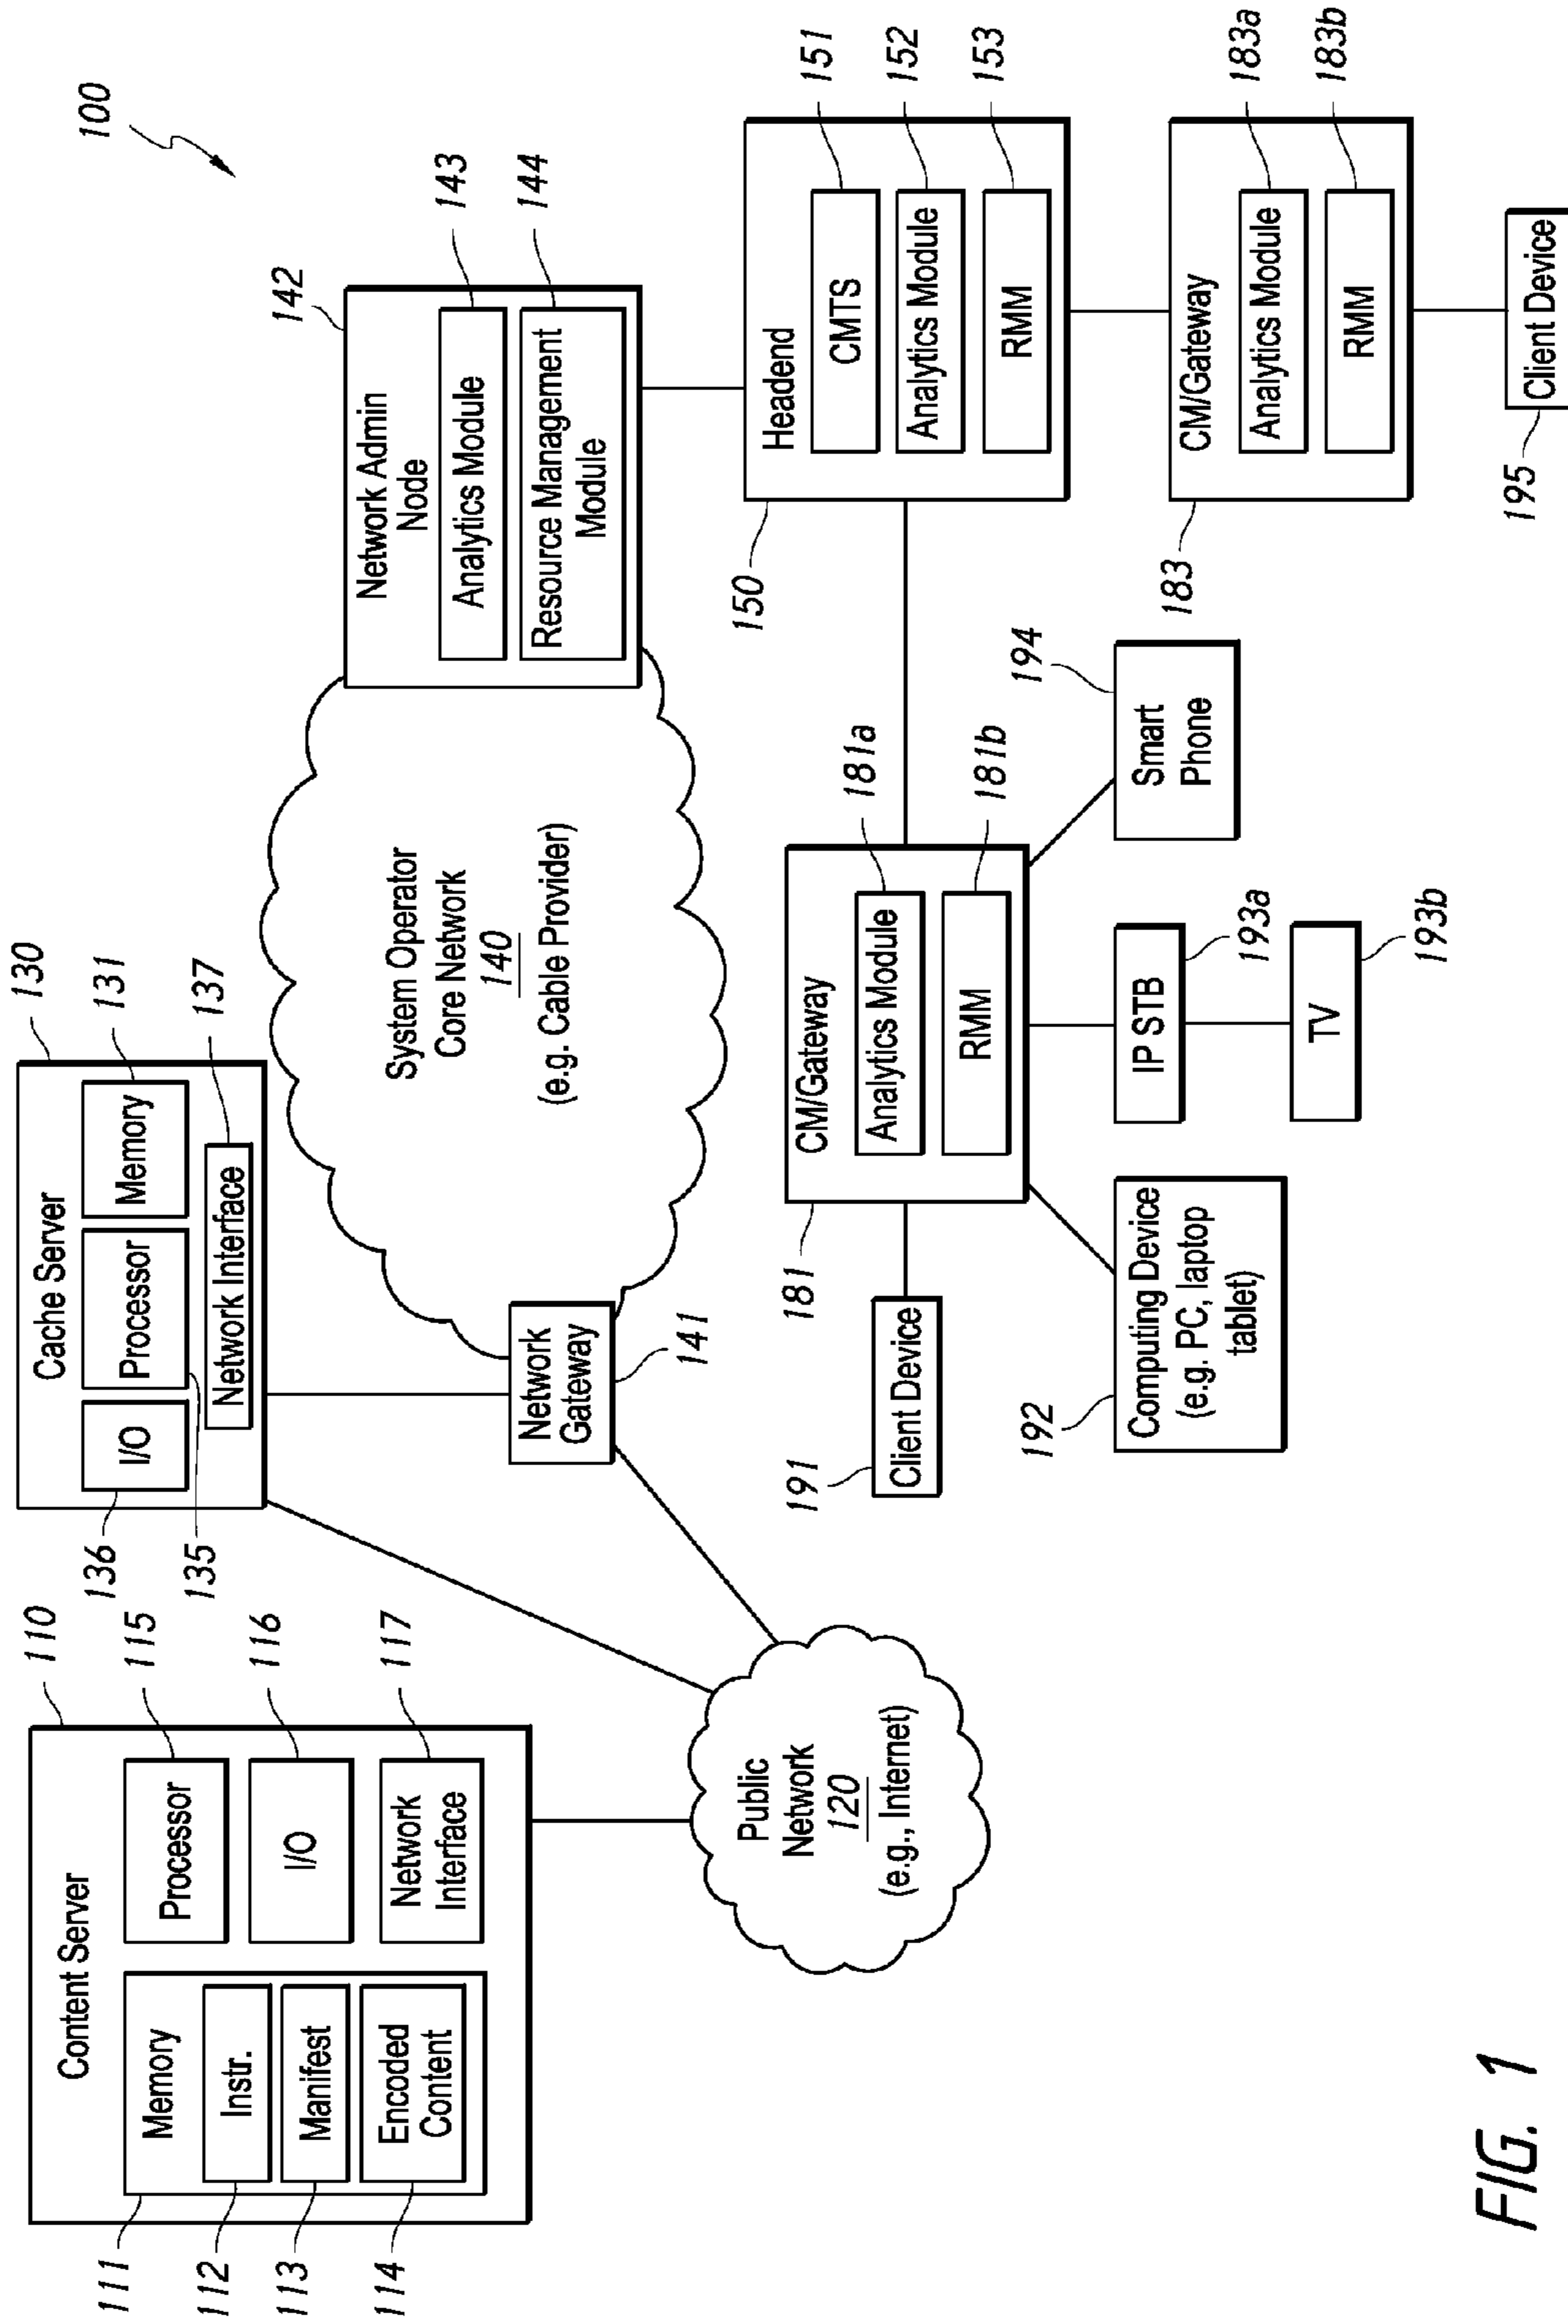 100
Content Server
110
Memory
111
Instr.
112
Manifest
113
Encoded
Content
114
Processor
115
I/O
116
Network
Interface
117
Public
Network
120
(e.g., Internet)
Cache Server
130
I/O
136
Processor
135
Memory
131
Network Interface
137
Network
Gateway
141
System Operator
Core Network
140
(e.g. Cable Provider)
Network Admin
Node
142
Analytics Module
143
Resource Management
Module
144
Headend
150
CMTS
151
Analytics Module
152
RMM
153
CM/Gateway
181
Analytics Module
181a
RMM
181b
Client Device
191
Computing Device
(e.g. PC, laptop
tablet)
192
IP STB
193a
TV
193b
Smart
Phone
194
CM/Gateway
183
Analytics Module
183a
RMM
183b
Client Device
195
FIG. 1